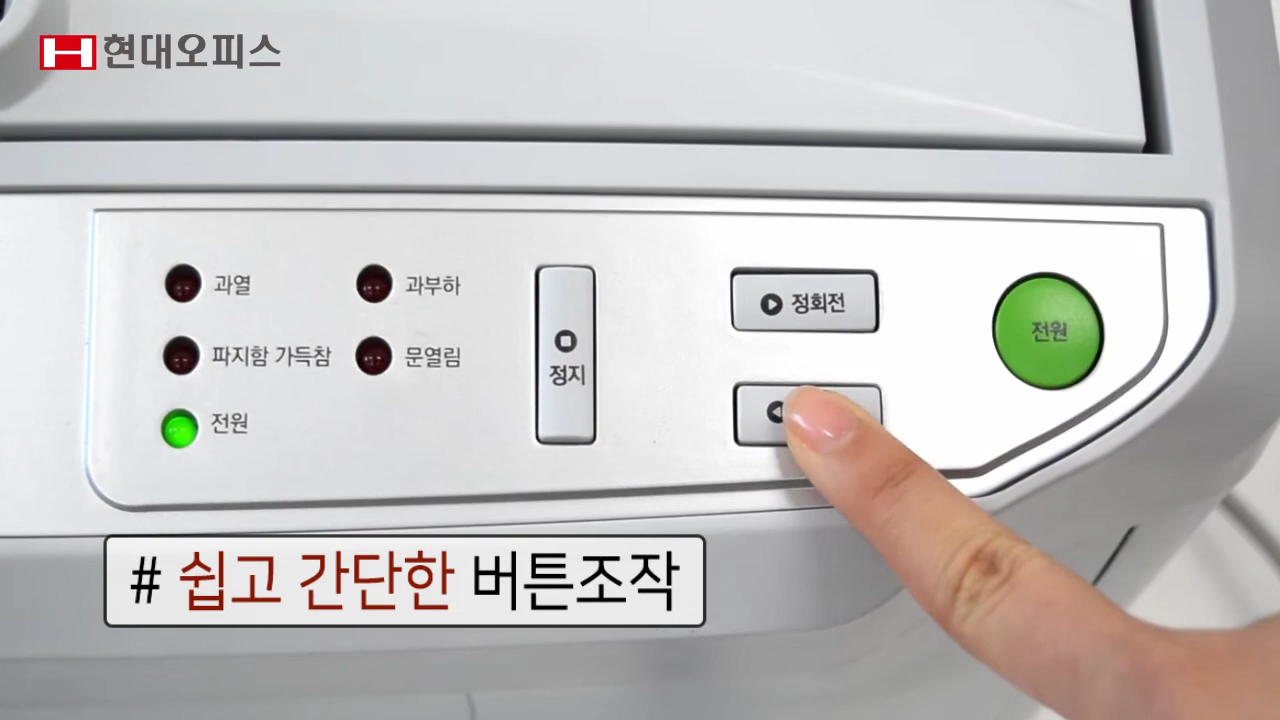 현대오피스
과열
과부하
정회전
전원
파지함 가득참
문열림
정지
전원
# 쉽고 간단한 버튼조작